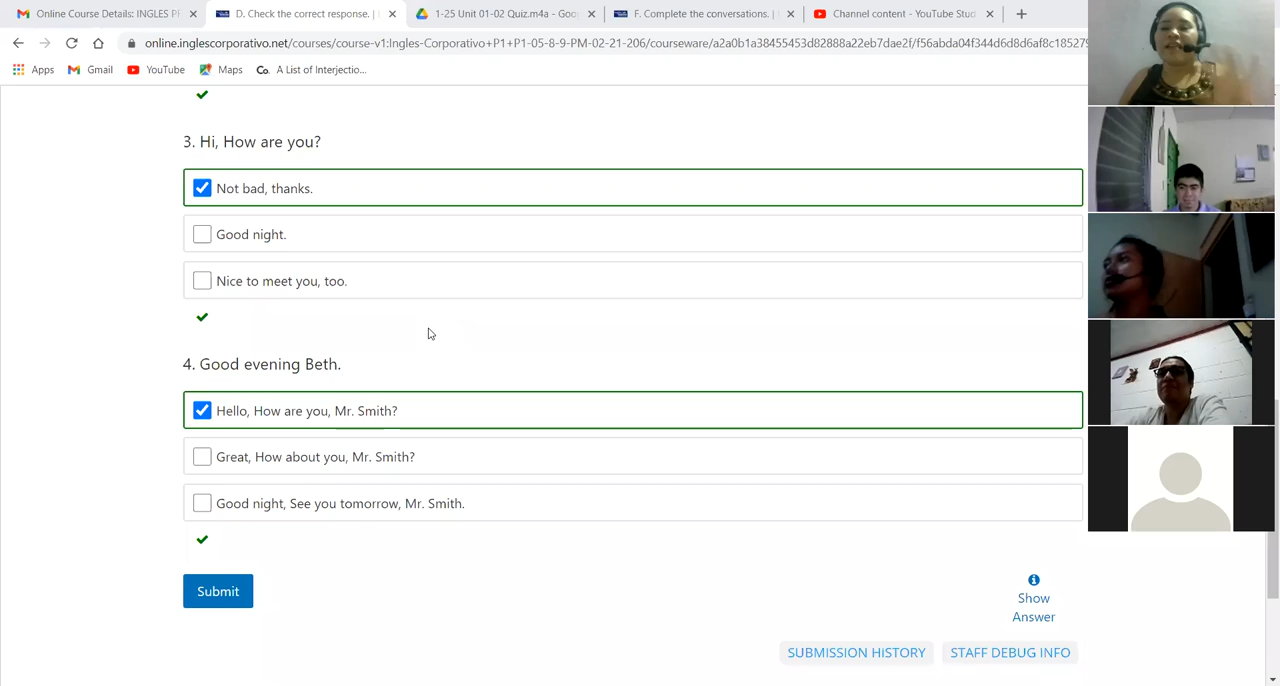 Online Course Details: INGLES P
D. Check the correct response. |
1-25 Unit 01-02 Quiz.m4a - Goo
F. Complete the conversations. |
Channel content - YouTube Stud
online.inglescorporativo.net/courses/course-v1:Ingles-Corporativo+P1+P1-05-8-9-PM-02-21-206/courseware/a2a0b1a38455453d82888a22eb7dae2f/f56abda04f344d6d8d6af8c185279
Apps
Gmail
YouTube
Maps
Co. A List of Interjectio...
3. Hi, How are you?
Not bad, thanks.
Good night.
Nice to meet you, too.
4. Good evening Beth.
Hello, How are you, Mr. Smith?
Great, How about you, Mr. Smith?
Good night, See you tomorrow, Mr. Smith.
Submit
Show
Answer
SUBMISSION HISTORY
STAFF DEBUG INFO